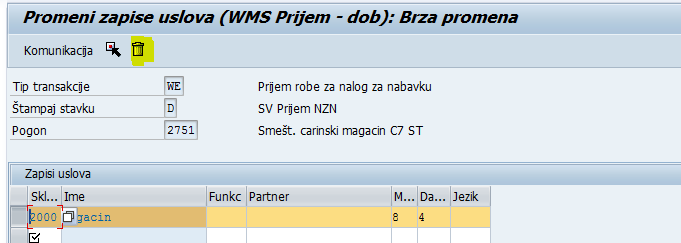 Promeni zapise uslova (WMS Prijem - dob): Brza promena
Komunikacija
Tip transakcije WE Prijem robe za nalog za nabavku
Štampaj stavku D SV Prijem NZN
Pogon 2751 Smešt. carinski magacin C7 ST
Zapisi uslova
Skl... Ime Funkc Partner M... Da... Jezik
2000 gacin 8 4